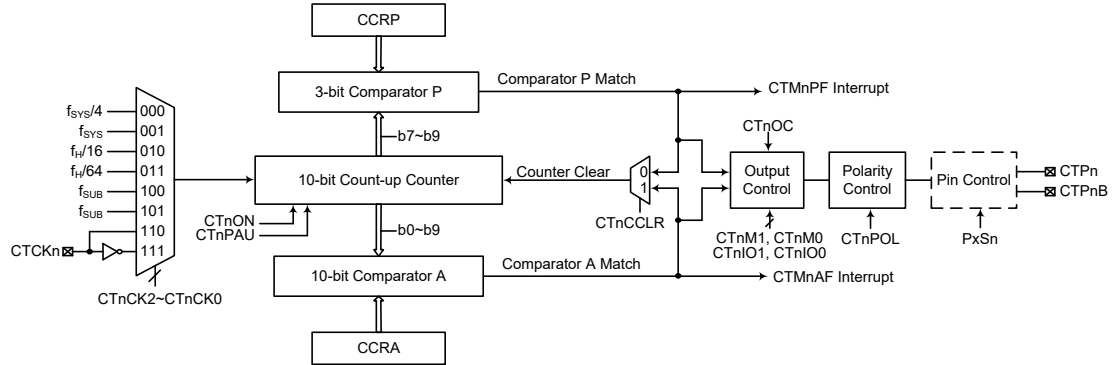 CCRP
3-bit Comparator P
Comparator P Match
CTMnPF Interrupt
fSYS/4
000
fSYS
001
fH/16
010
fH/64
011
fSUB
100
fSUB
101
110
CTCKn
111
CTnCK2~CTnCK0
b7~b9
10-bit Count-up Counter
CTnON
CTnPAU
b0~b9
Counter Clear
0
1
CTnCCLR
CTnOC
Output
Control
CTnM1, CTnM0
CTnIO1, CTnIO0
Polarity
Control
CTnPOL
Pin Control
PxSn
CTPn
CTPnB
10-bit Comparator A
Comparator A Match
CTMnAF Interrupt
CCRA